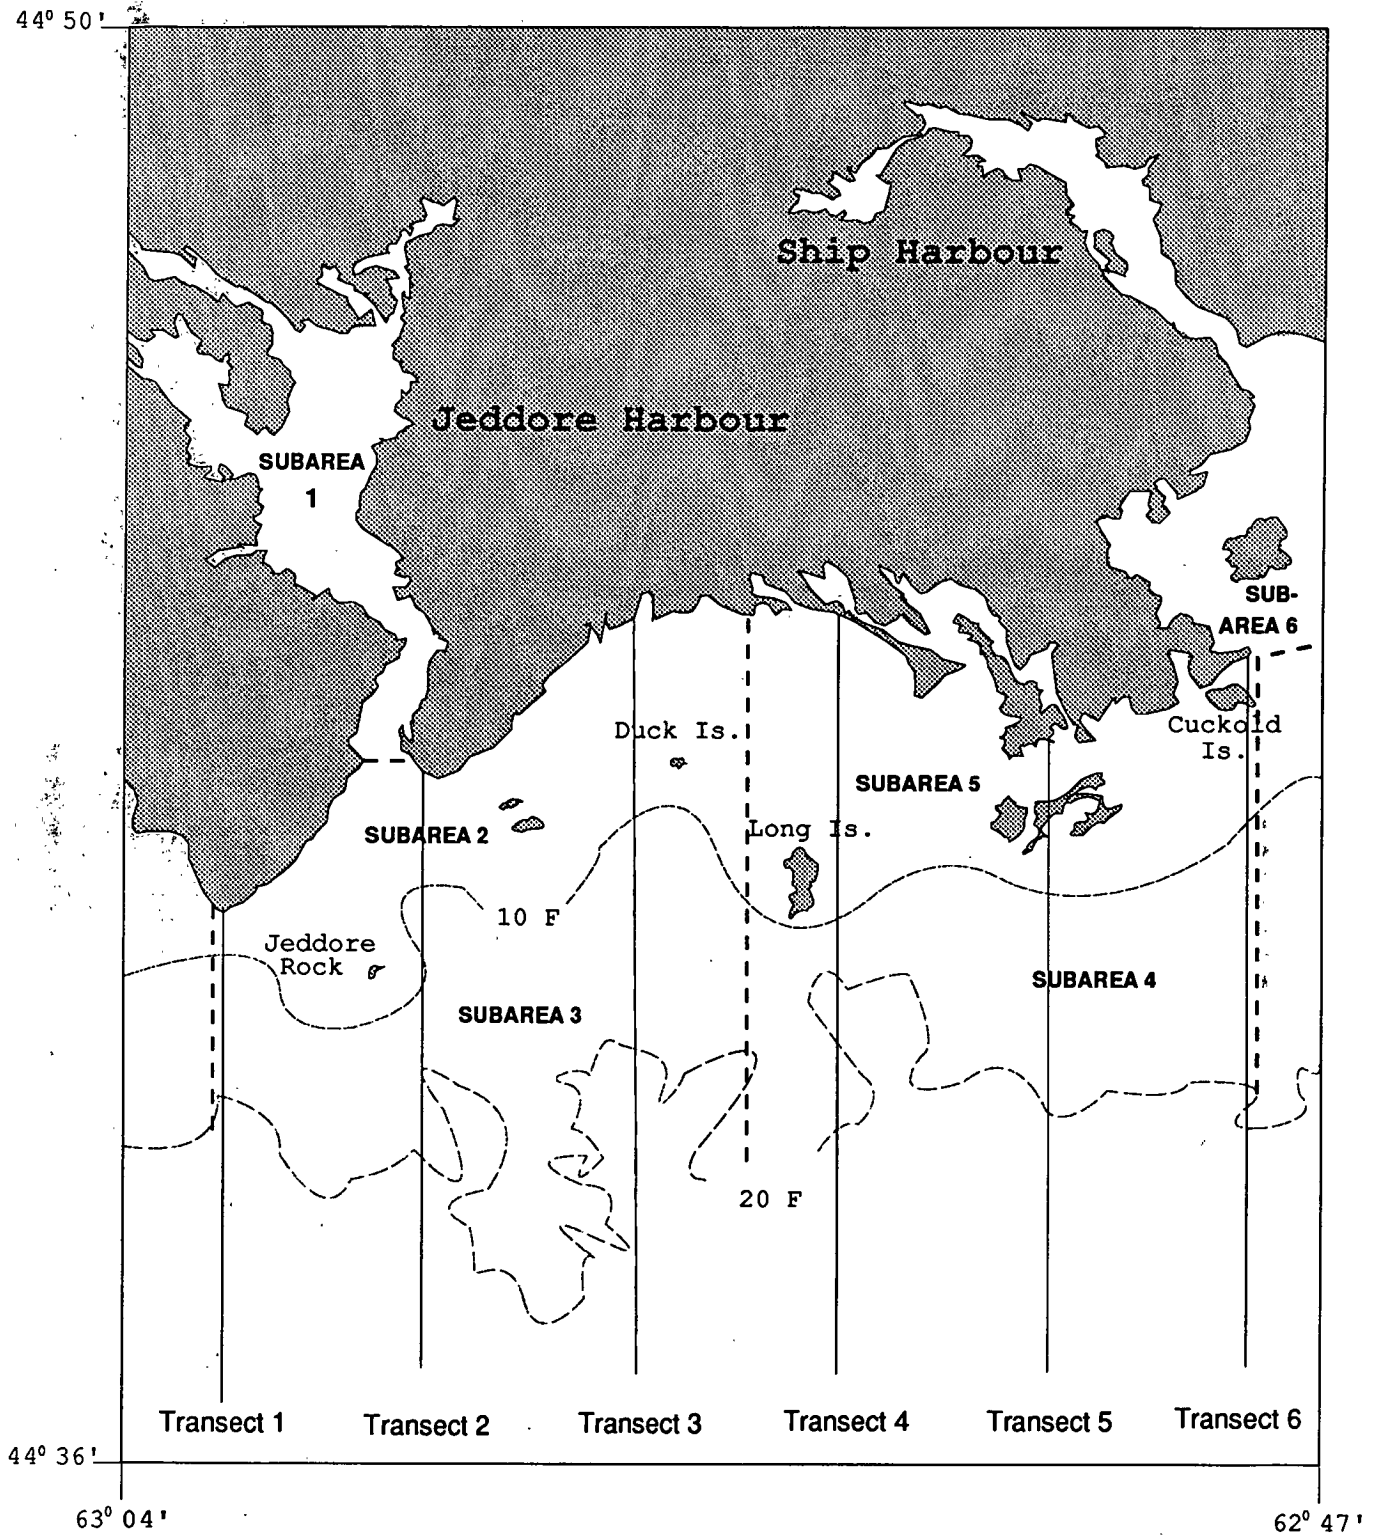 44° 50'
Ship Harbour
Jeddore Harbour
SUBAREA
1
SUB-
AREA 6
Duck Is.
Cuckold
Is.
SUBAREA 5
Long Is.
SUBAREA 2
10 F
Jeddore
Rock
SUBAREA 4
SUBAREA 3
20 F
Transect 1
Transect 2
Transect 3
Transect 4
Transect 5
Transect 6
44° 36'
63° 04'
62° 47'